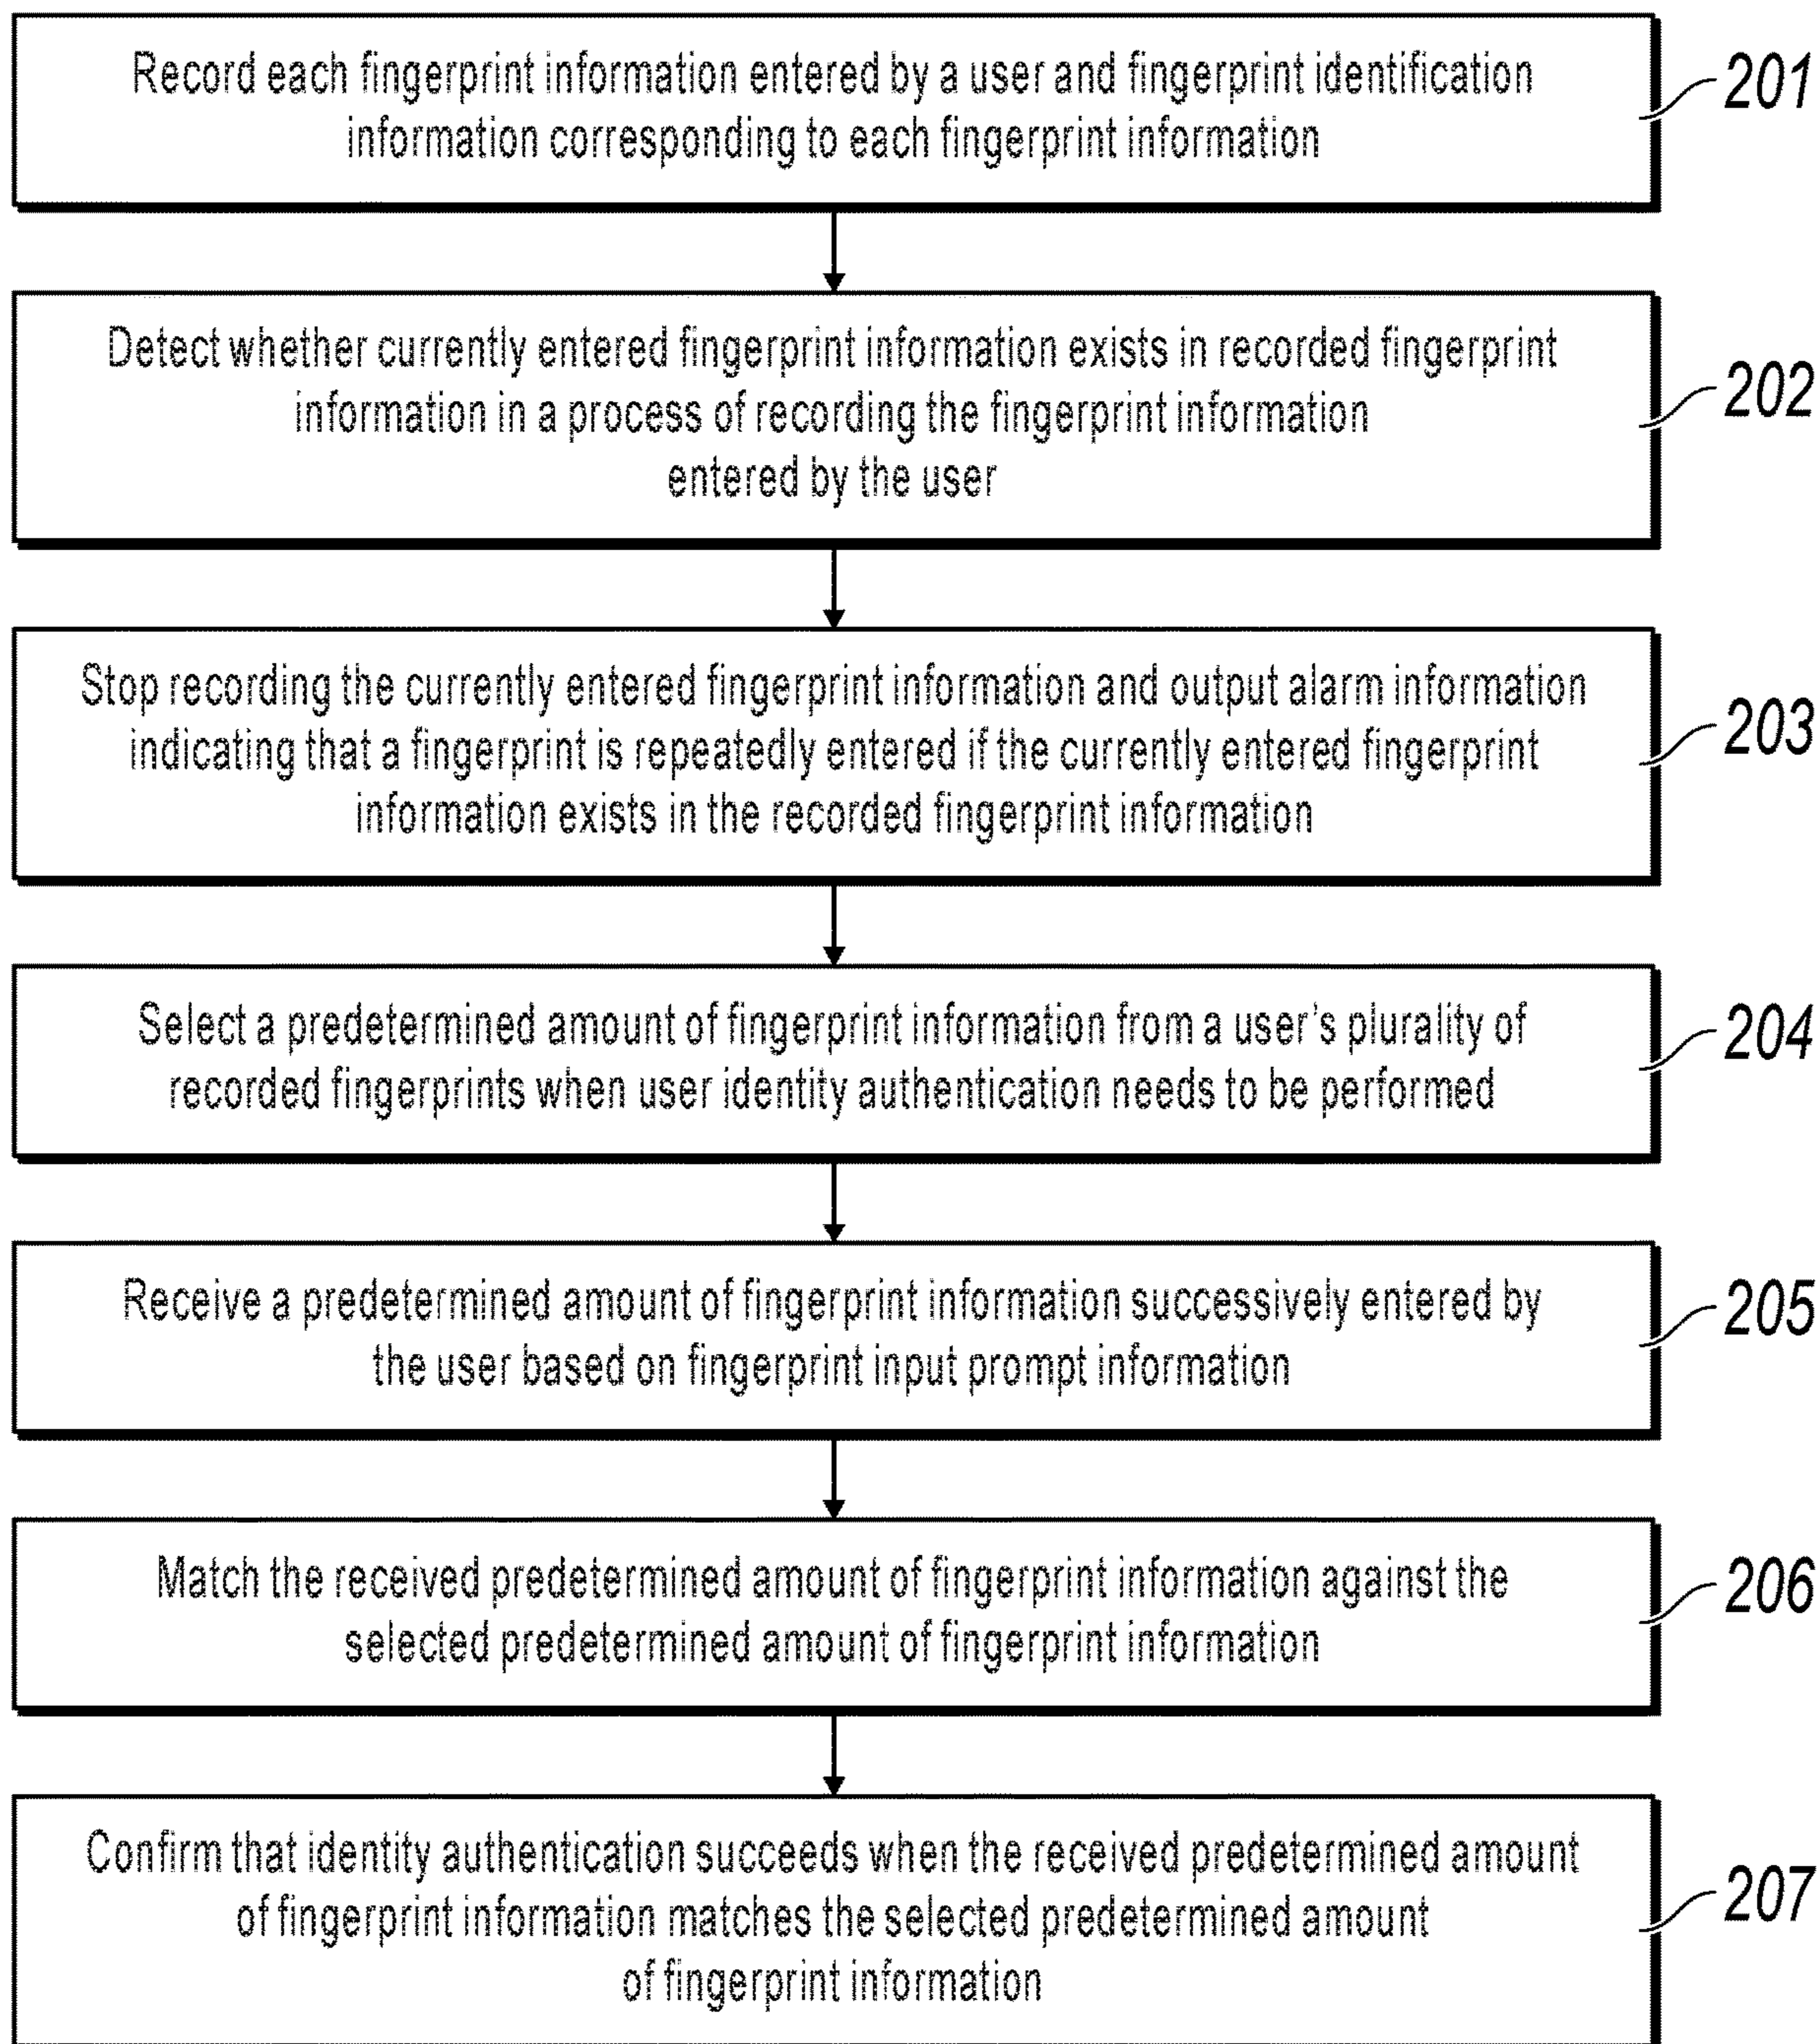 Record each fingerprint information entered by a user and fingerprint identification
information corresponding to each fingerprint information
201
Detect whether currently entered fingerprint information exists in recorded fingerprint
information in a process of recording the fingerprint information
entered by the user
202
Stop recording the currently entered fingerprint information and output alarm information
indicating that a fingerprint is repeatedly entered if the currently entered fingerprint
information exists in the recorded fingerprint information
203
Select a predetermined amount of fingerprint information from a user’s plurality of
recorded fingerprints when user identity authentication needs to be performed
204
Receive a predetermined amount of fingerprint information successively entered by
the user based on fingerprint input prompt information
205
Match the received predetermined amount of fingerprint information against the
selected predetermined amount of fingerprint information
206
Confirm that identity authentication succeeds when the received predetermined amount
of fingerprint information matches the selected predetermined amount
of fingerprint information
207